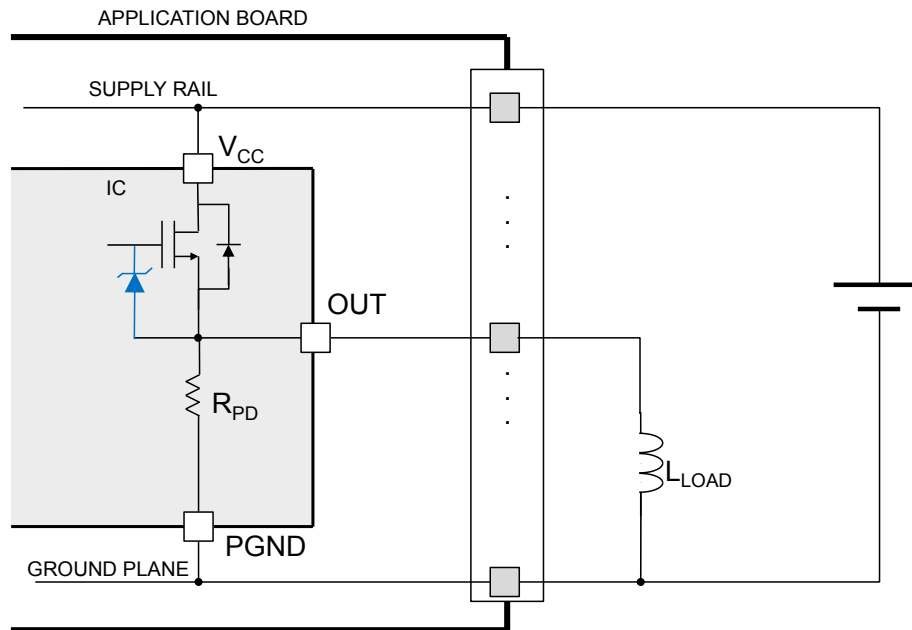 APPLICATION BOARD
SUPPLY RAIL
VCC
IC
OUT
RPD
LLOAD
PGND
GROUND PLANE